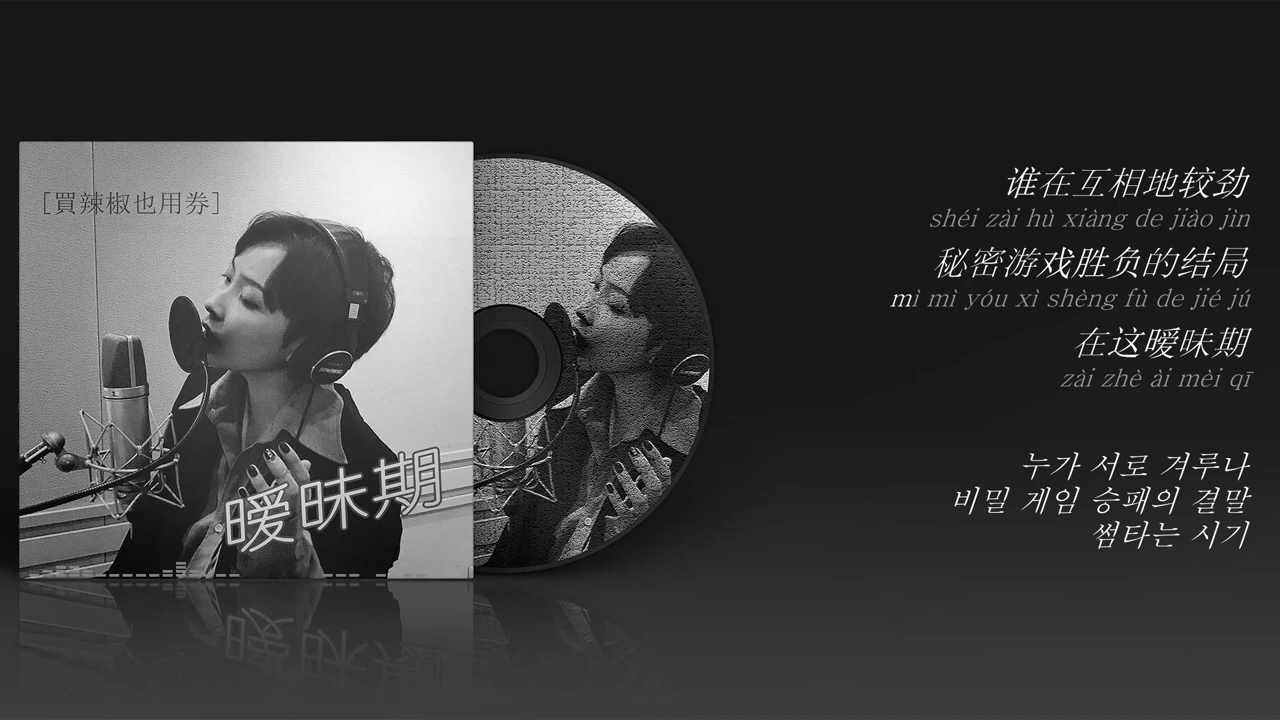 [買辣椒也用券]
暧昧期
谁在互相地较劲
shéi zài hù xiàng de jiào jìn
秘密游戏胜负的结局
mì mì yóu xì shèng fù de jié jú
在这暧昧期
zài zhè ài mèi qī
누가 서로 겨루나
비밀 게임 승패의 결말
썸타는 시기